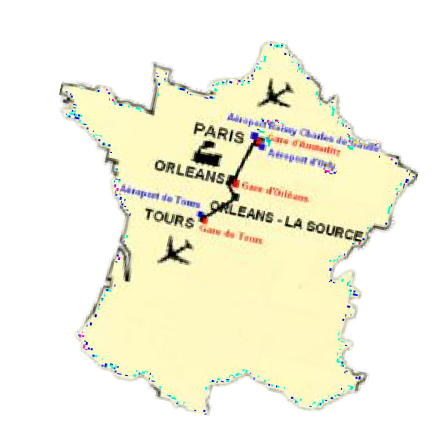 Aéroport Roissy Charles de Gaulle
PARIS
Gare d'Austerlitz
Aéroport d'Orly
ORLEANS
Gare d'Orléans
Aéroport de Tours
ORLEANS - LA SOURCE
TOURS
Gare de Tours